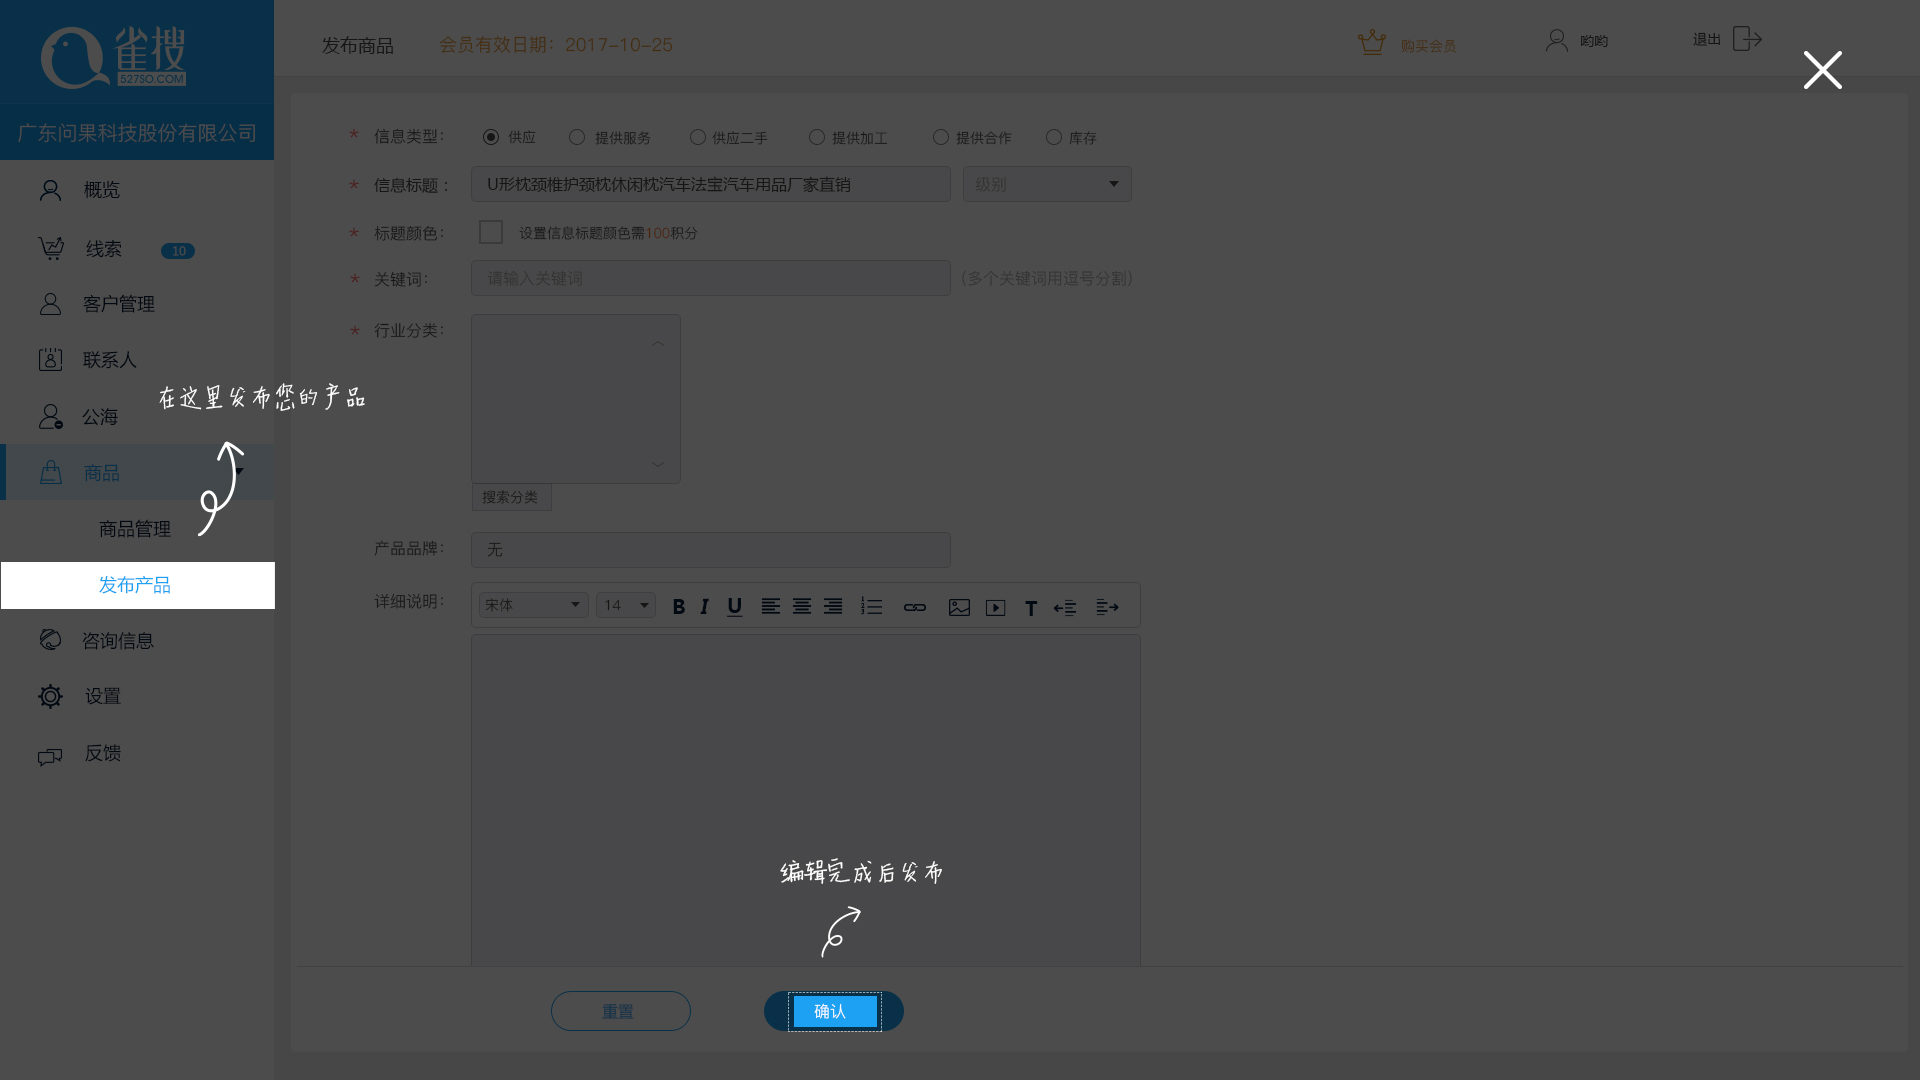 雀搜
527SO.COM
发布商品
会员有效日期：2017-10-25
购买会员
哟哟
退出
广东问果科技股份有限公司
概览
线索
10
客户管理
联系人
公海
商品
商品管理
发布产品
咨询信息
设置
反馈
在这里发布您的产品
* 信息类型： 供应 提供服务 供应二手 提供加工 提供合作 库存
* 信息标题： U形枕颈椎护颈枕休闲枕汽车法宝汽车用品厂家直销 级别
* 标题颜色： 设置信息标题颜色需100积分
* 关键词： 请输入关键词 (多个关键词用逗号分割)
* 行业分类：
搜索分类
产品品牌： 无
详细说明： 宋体 14 B I U T
编辑完成后发布
重置
确认